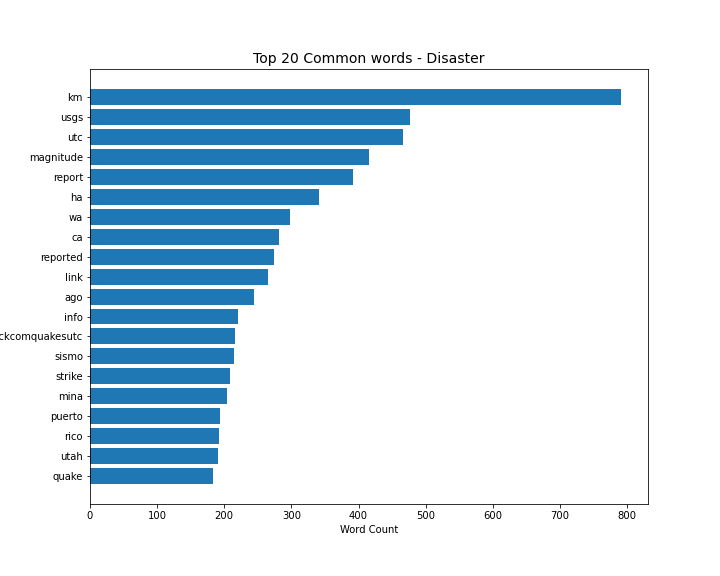 Top 20 Common words - Disaster
km
usgs
utc
magnitude
report
ha
wa
ca
reported
link
ago
info
ckcomquakesutc
sismo
strike
mina
puerto
rico
utah
quake
0 100 200 300 400 500 600 700 800
Word Count